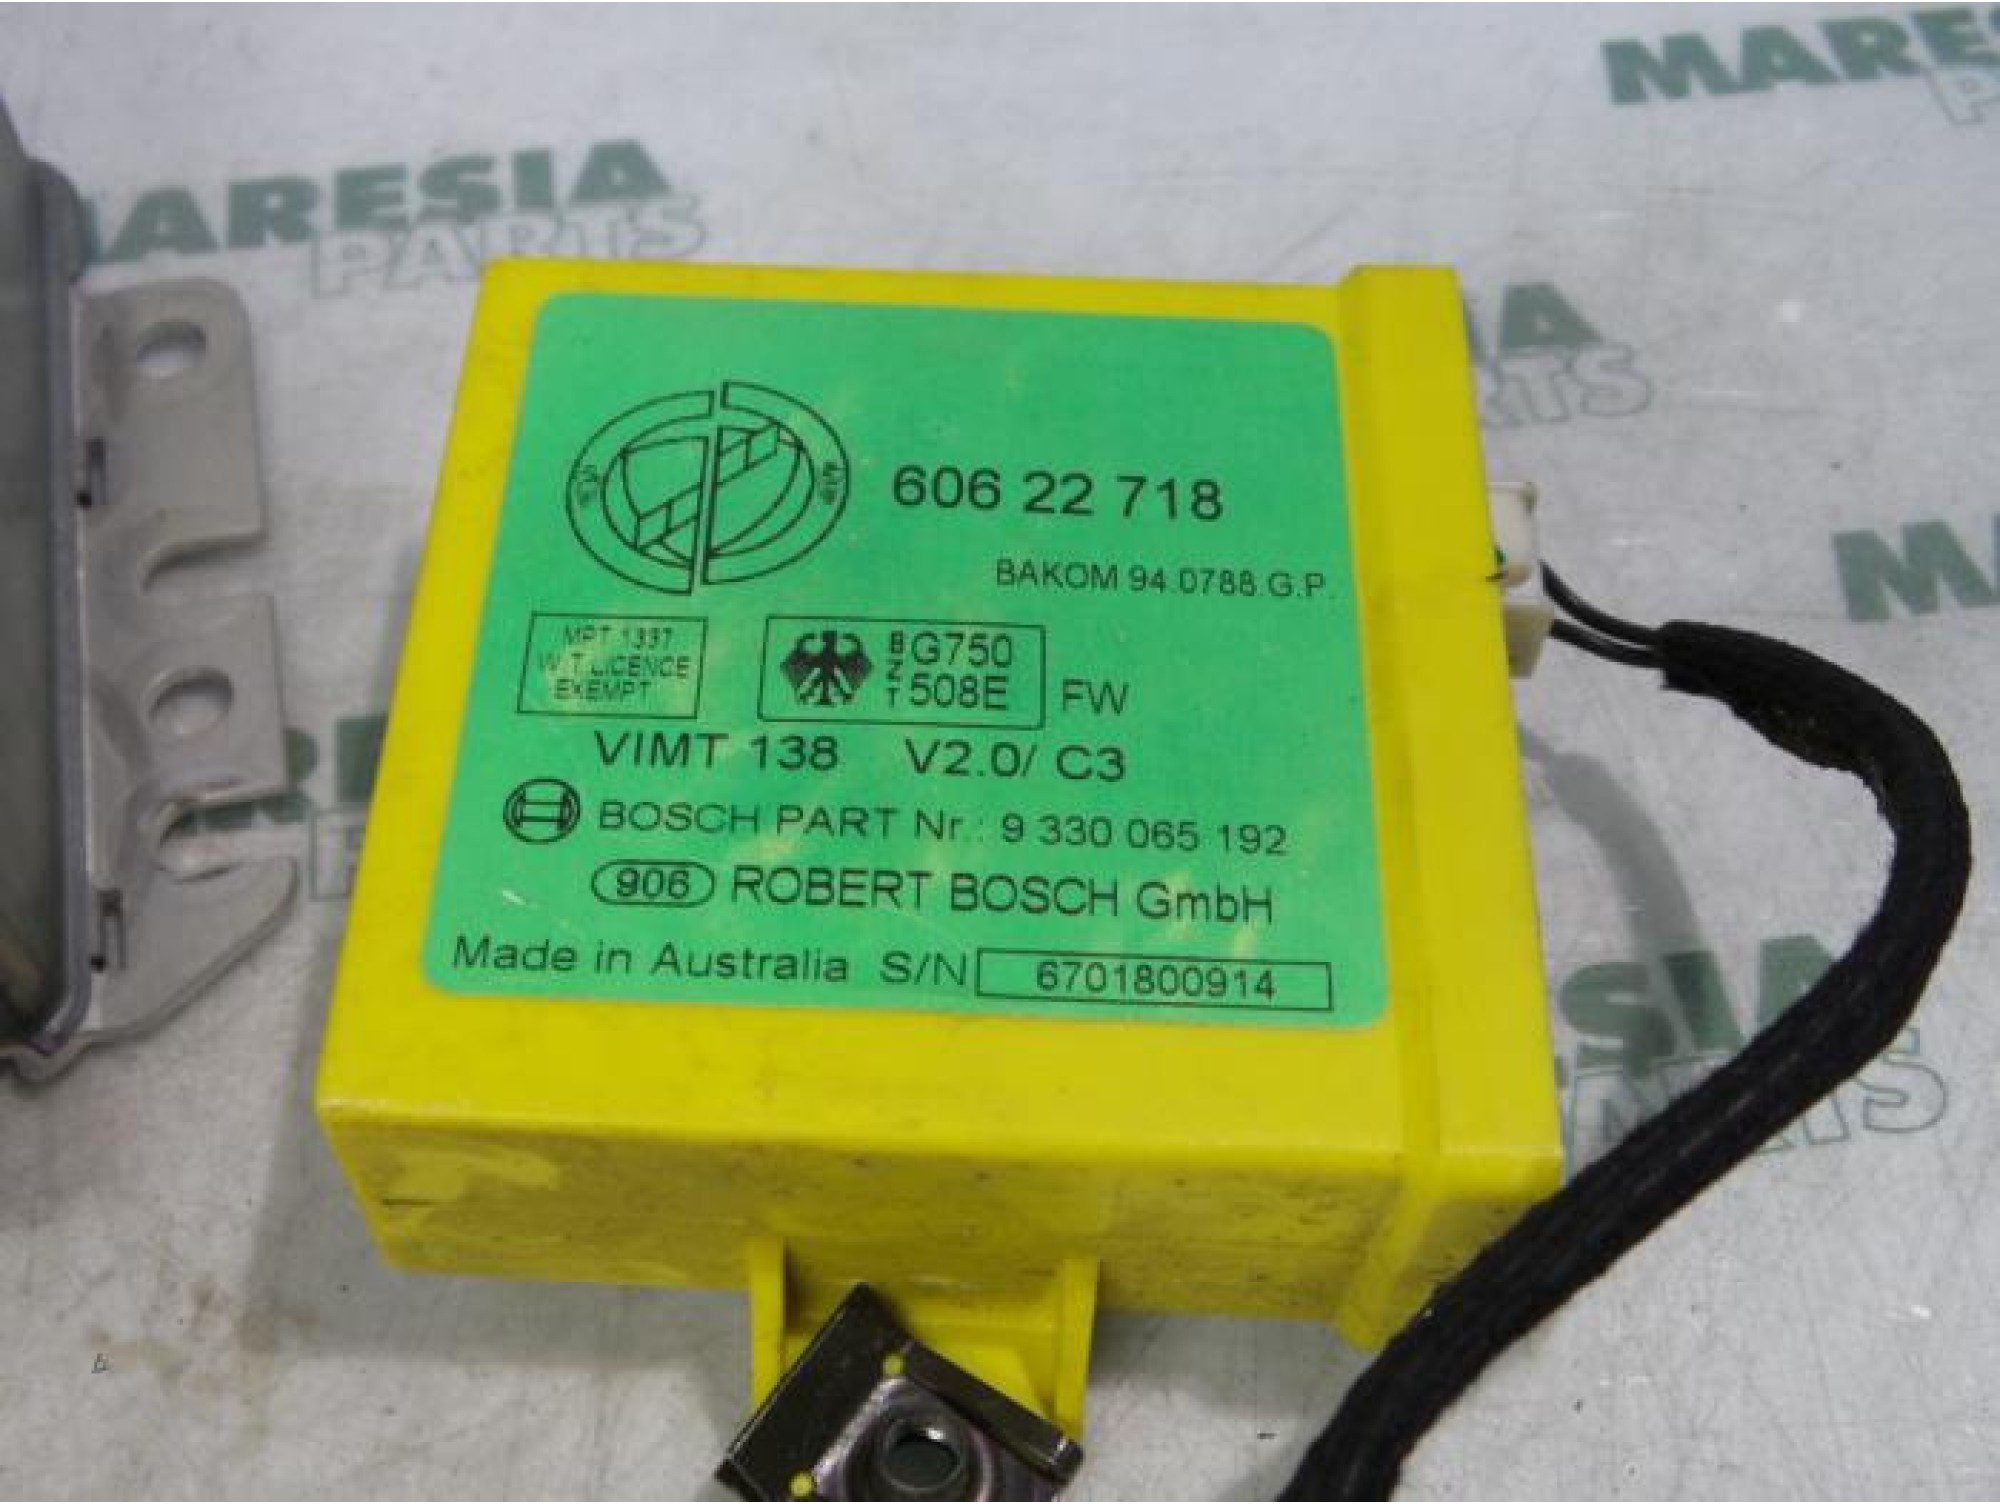 MARESIA
PARTS
MARESIA
606 22 718
BAKOM 94.0788.G.P.
MPT 1337
W.T. LICENCE
EXEMPT
BZT
G750
508E
FW
VIMT 138 V2.0/ C3
BOSCH PART Nr.: 9 330 065 192
906 ROBERT BOSCH GmbH
Made in Australia S/N 6701800914